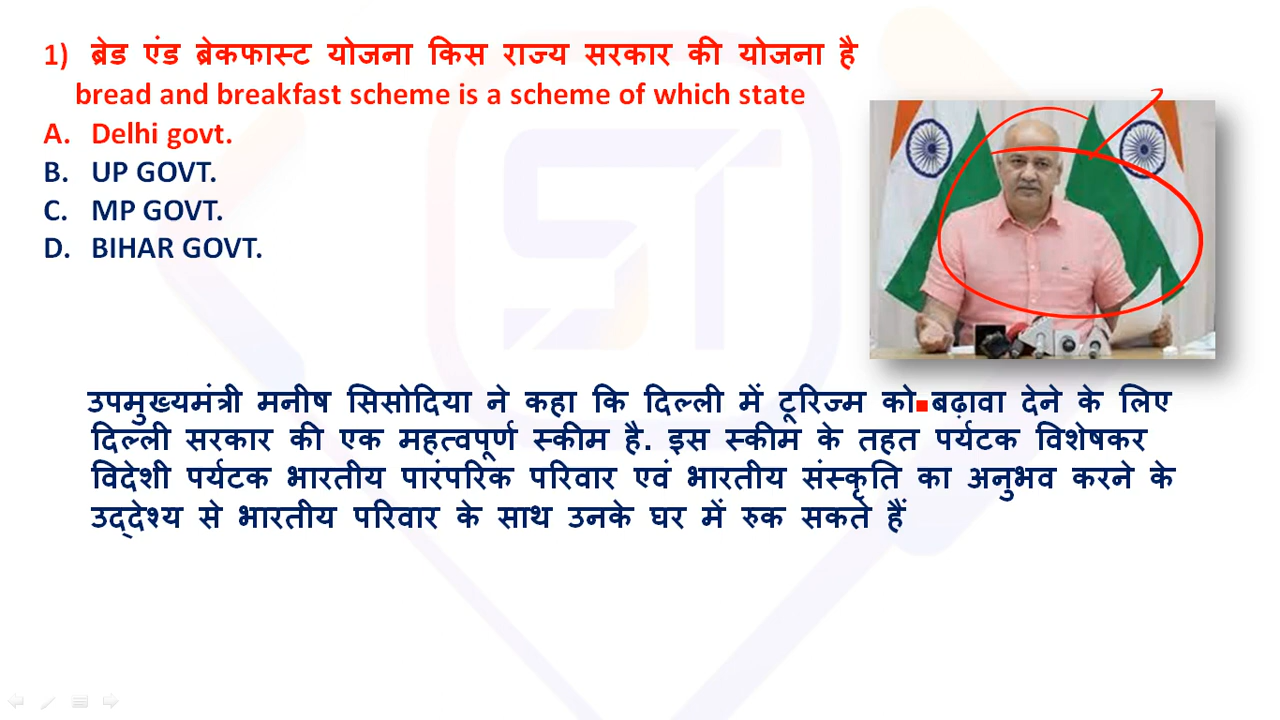 1) ब्रेड एंड ब्रेकफास्ट योजना किस राज्य सरकार की योजना है
bread and breakfast scheme is a scheme of which state
A. Delhi govt.
B. UP GOVT.
C. MP GOVT.
D. BIHAR GOVT.
उपमुख्यमंत्री मनीष सिसोदिया ने कहा कि दिल्ली में टूरिज्म को बढ़ावा देने के लिए
दिल्ली सरकार की एक महत्वपूर्ण स्कीम है. इस स्कीम के तहत पर्यटक विशेषकर
विदेशी पर्यटक भारतीय पारंपरिक परिवार एवं भारतीय संस्कृति का अनुभव करने के
उद्देश्य से भारतीय परिवार के साथ उनके घर में रुक सकते हैं